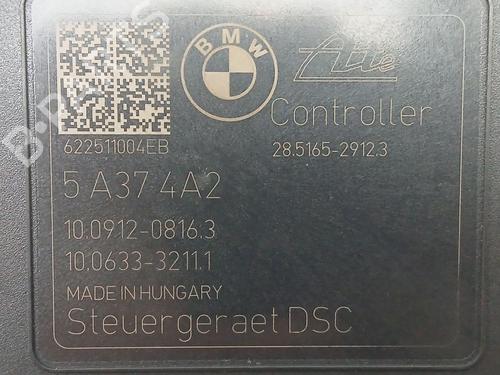 BMW
Ate
Controller
622511004EB
28.5165-2912.3
5 A37 4A2
10.0912-0816.3
10.0633-3211.1
MADE IN HUNGARY
Steuergeraet DSC